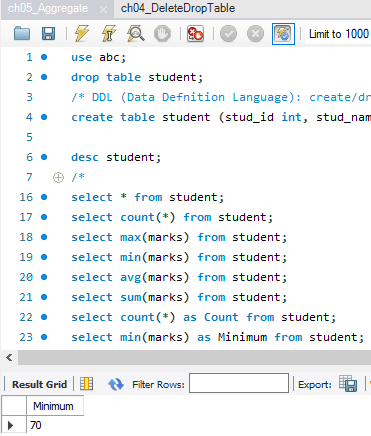 ch05_Aggregate ch04_DeleteDropTable
Limit to 1000
1 use abc;
2 drop table student;
3 /* DDL (Data Defnition Language): create/dr
4 create table student (stud_id int, stud_nam
5
6 desc student;
7 /*
16 select * from student;
17 select count(*) from student;
18 select max(marks) from student;
19 select min(marks) from student;
20 select avg(marks) from student;
21 select sum(marks) from student;
22 select count(*) as Count from student;
23 select min(marks) as Minimum from student;
Result Grid Filter Rows: Export:
Minimum
70